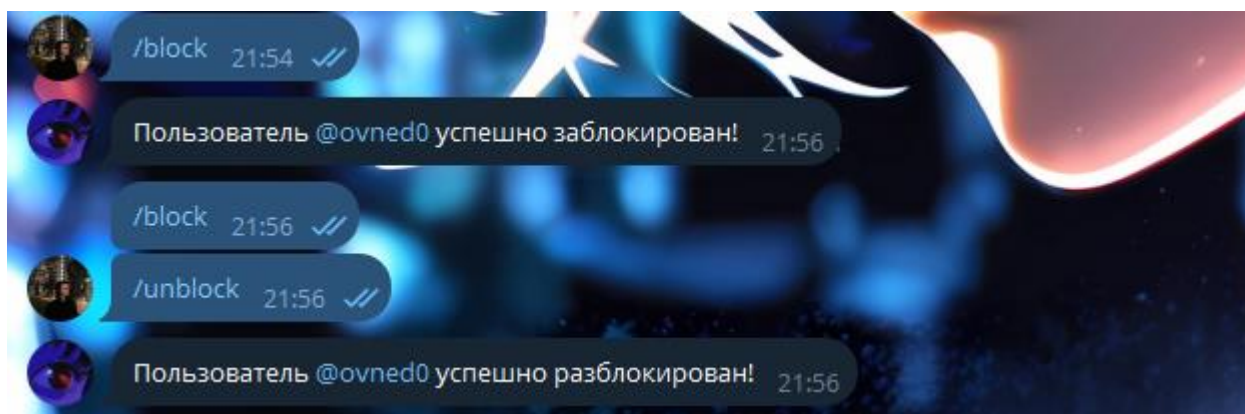 /block 21:54
Пользователь @ovned0 успешно заблокирован! 21:56
/block 21:56
/unblock 21:56
Пользователь @ovned0 успешно разблокирован! 21:56